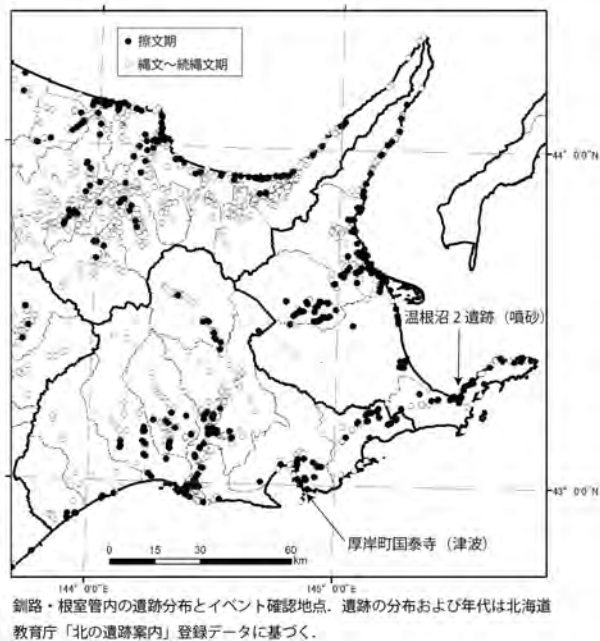 擦文期
縄文～続縄文期
44° 0'0"N
温根沼2遺跡（噴砂）
43° 0'0"N
厚岸町国泰寺（津波）
0 15 30 60
km
144° 0'0"E
145° 0'0"E
釧路・根室管内の遺跡分布とイベント確認地点．遺跡の分布および年代は北海道
教育庁「北の遺跡案内」登録データに基づく．